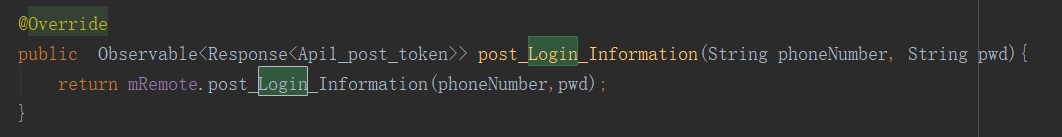 @Override
public  Observable<Response<Api1_post_token>> post_Login_Information(String phoneNumber, String pwd){
    return mRemote.post_Login_Information(phoneNumber,pwd);
}